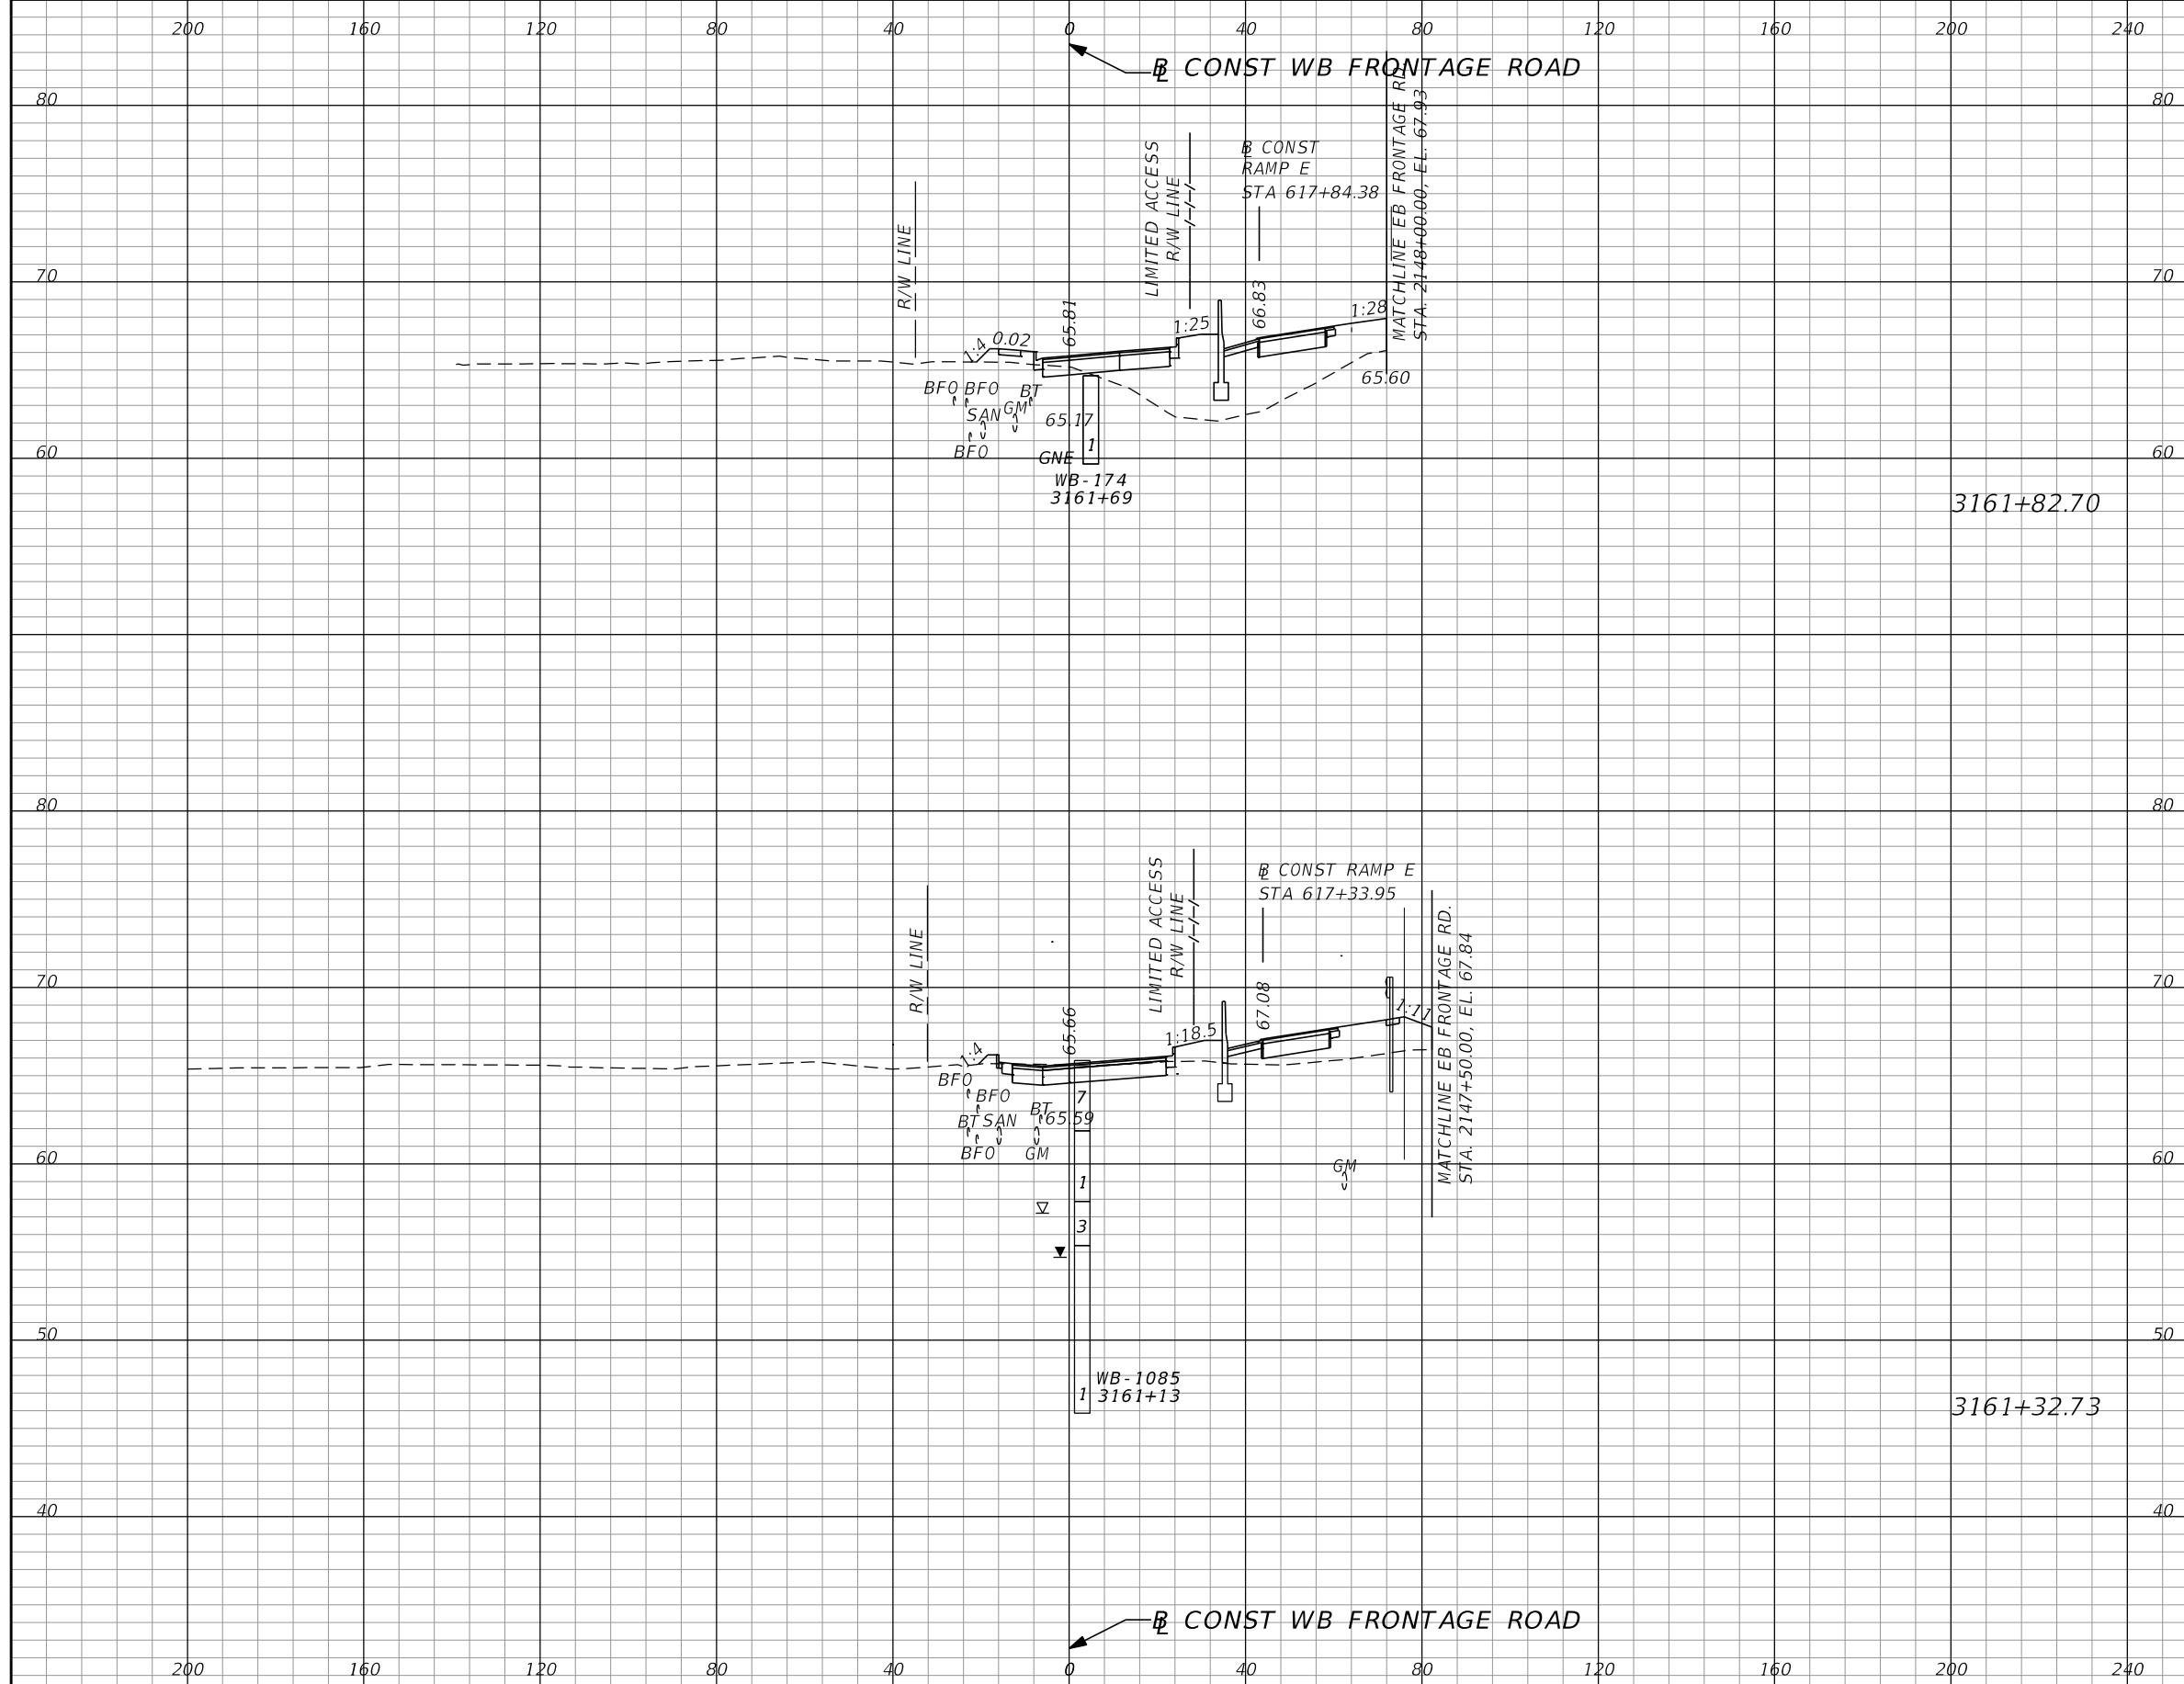 200 160 120 80 40 0 40 80 120 160 200 240
℄ CONST WB FRONTAGE ROAD
80 80
MATCHLINE EB FRONTAGE RD.
STA. 2148+00.00, EL. 67.93
LIMITED ACCESS
R/W LINE
℄ CONST
RAMP E
STA 617+84.38
R/W LINE
70 70
65.81
66.83
1:4
0.02
1:25
1:28
65.60
BFO BFO BT
SAN GM
65.17
BFO
1
GNE
60 60
WB-174
3161+69
3161+82.70
80 80
LIMITED ACCESS
R/W LINE
℄ CONST RAMP E
STA 617+33.95
MATCHLINE EB FRONTAGE RD.
STA. 2147+50.00, EL. 67.84
R/W LINE
70 70
65.66
67.08
1:4
1:18.5
1:11
BFO
BFO
7
BT SAN BT 65.59
BFO GM
60 60
GM
1
3
50 50
WB-1085
3161+13
1
3161+32.73
40 40
℄ CONST WB FRONTAGE ROAD
200 160 120 80 40 0 40 80 120 160 200 240